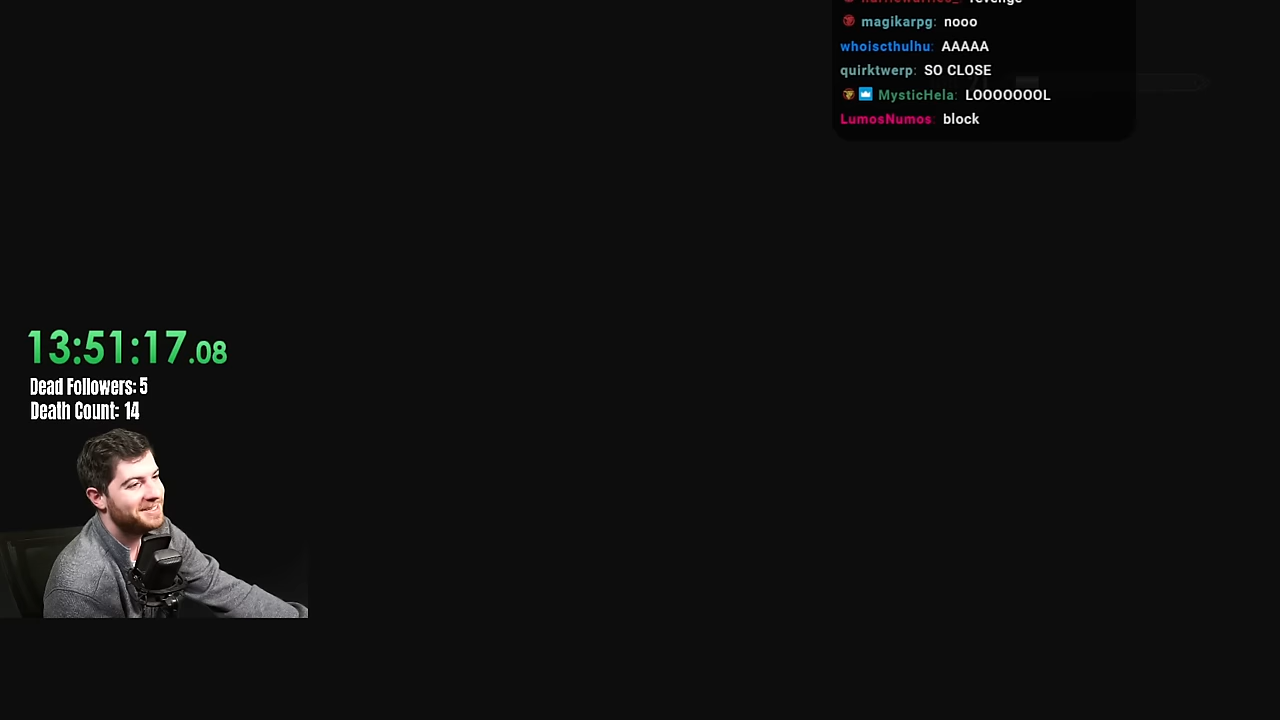 revenge
magikarpg: nooo
whoiscthulhu: AAAAA
quirktwerp: SO CLOSE
MysticHela: LOOOOOOOL
LumosNumos: block
13:51:17.08
Dead Followers: 5
Death Count: 14